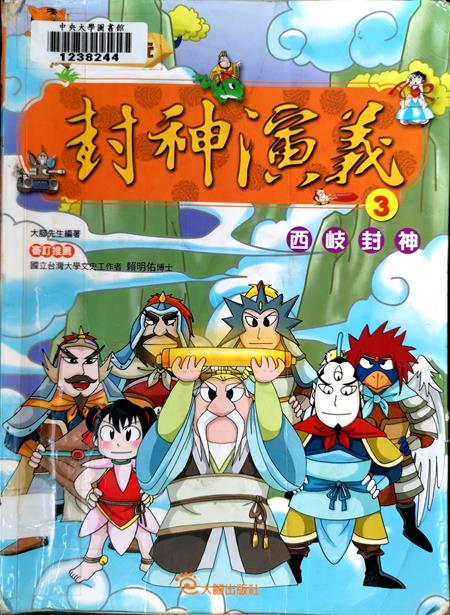 中央大學圖書館
1238244
封神演義
3
西岐封神
大腦先生編著
審訂推薦
國立台灣大學文史工作者 賴明佑博士
大腦出版社